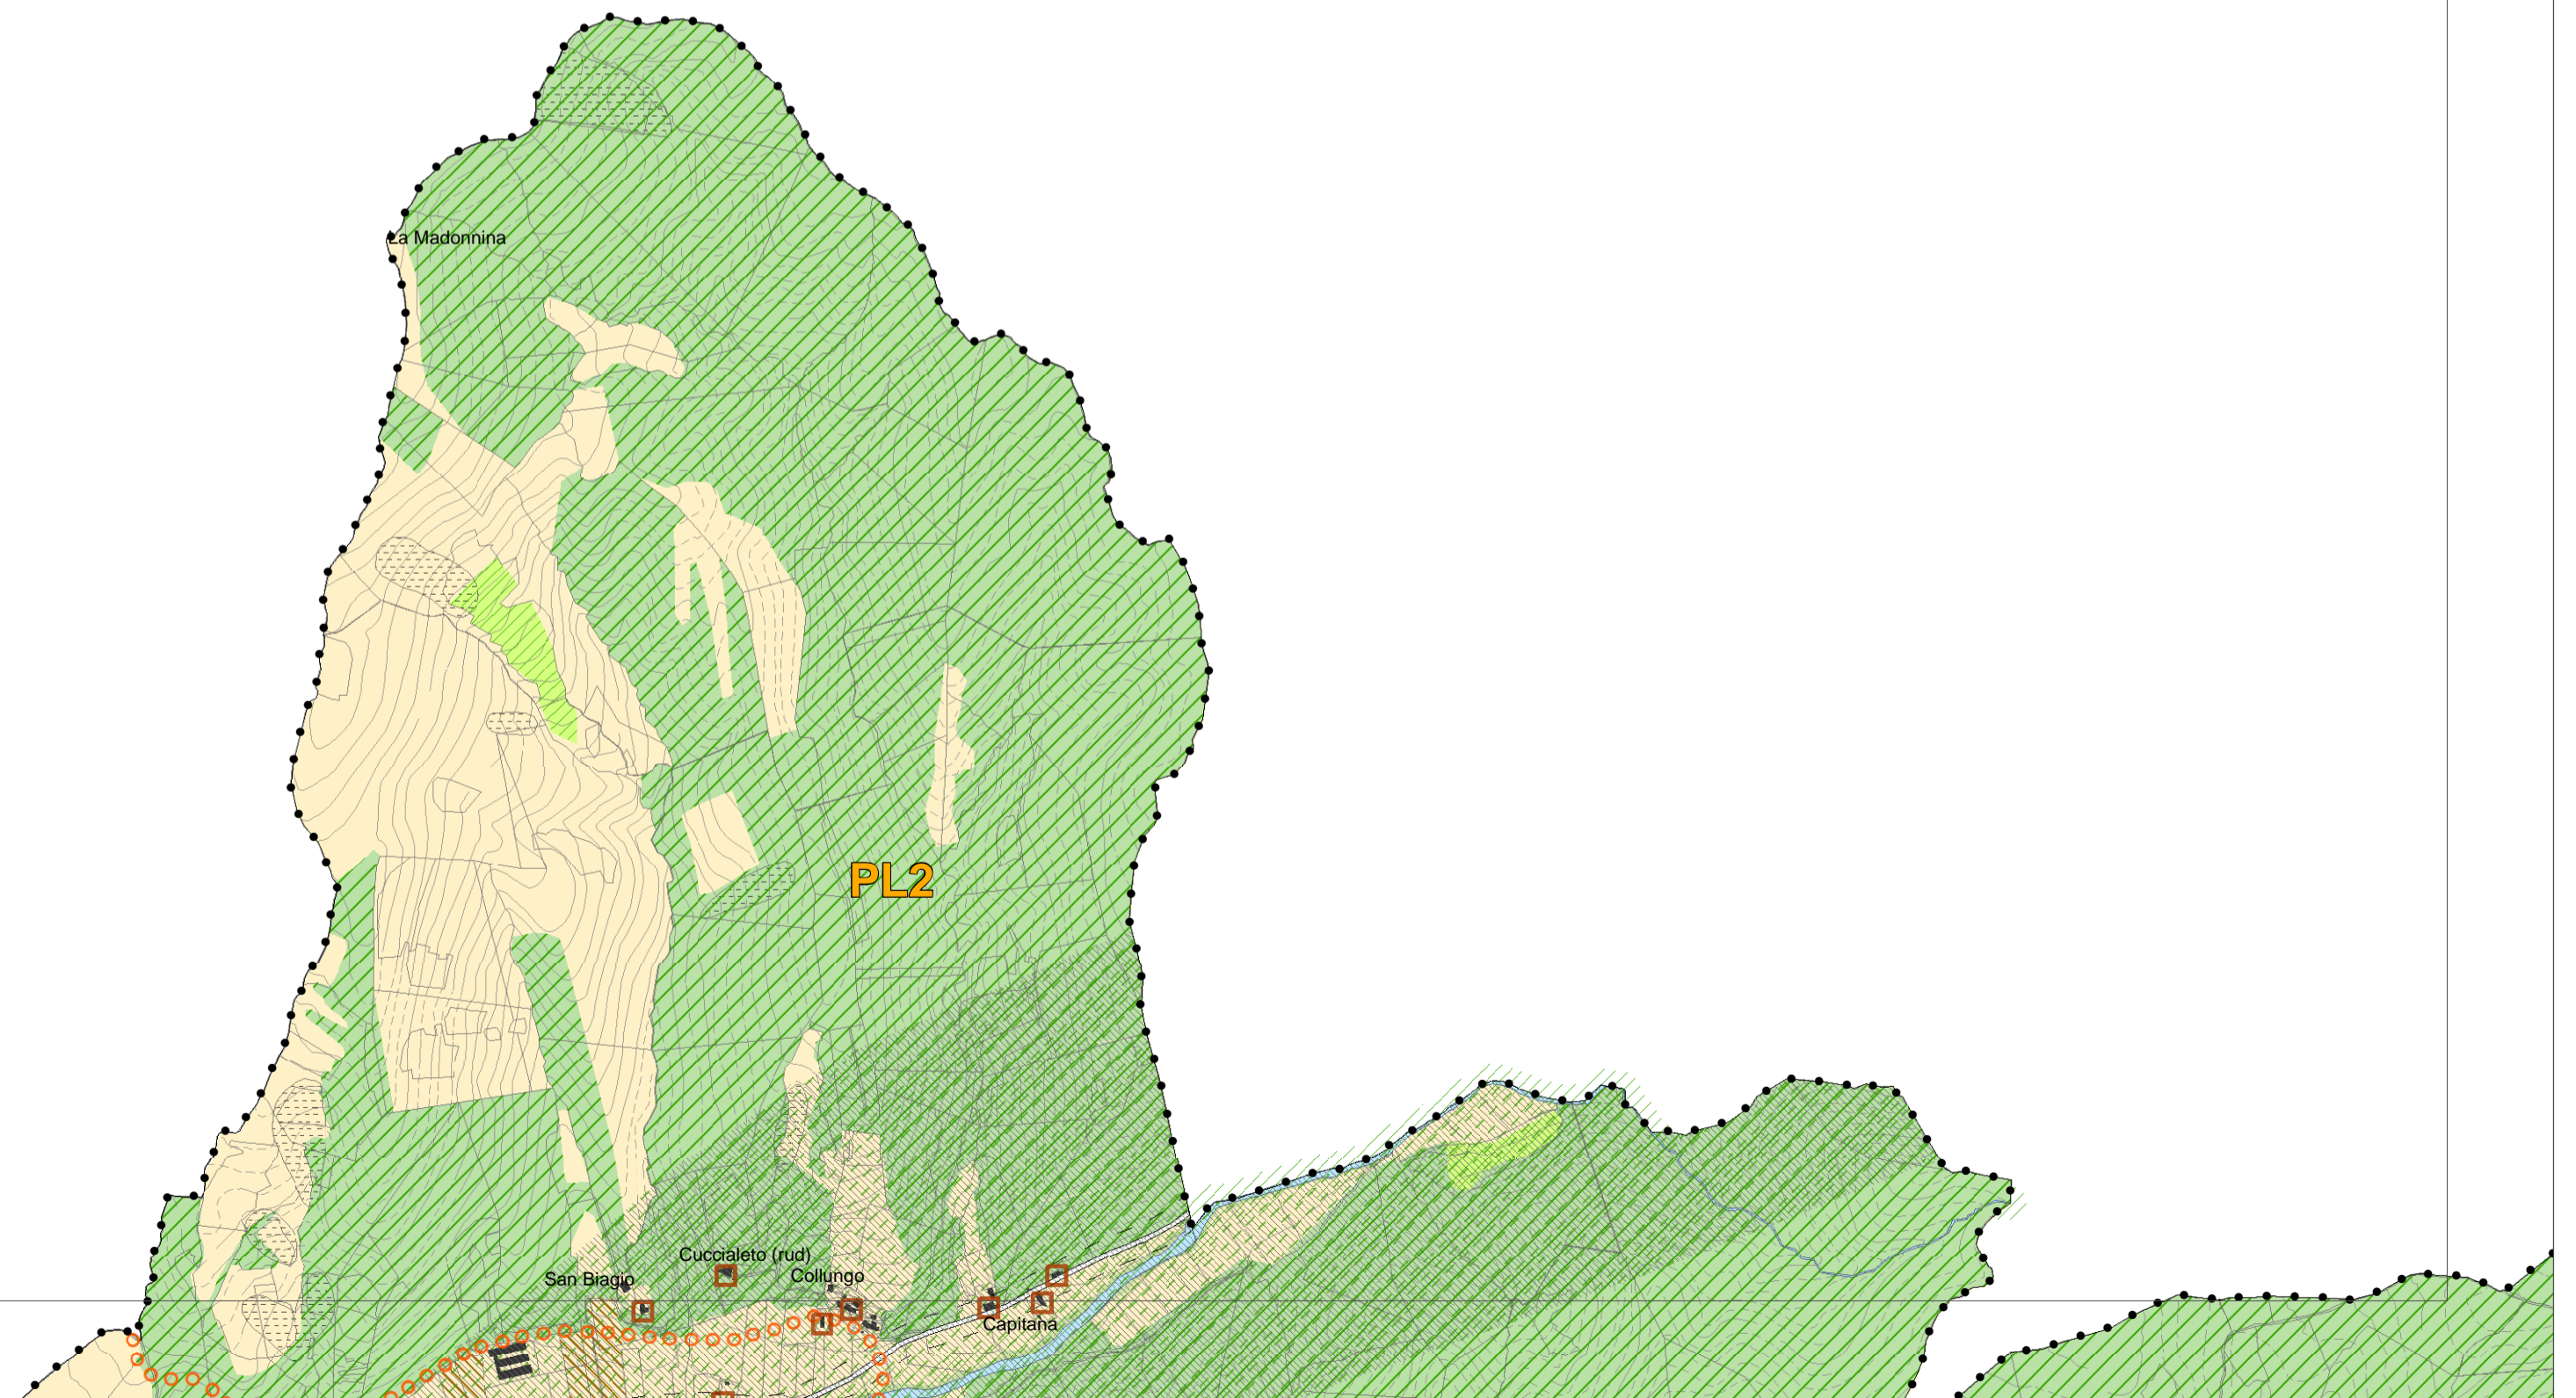 La Madonnina
PL2
Cuccialeto (rud)
San Biagio
Collungo
Capitana